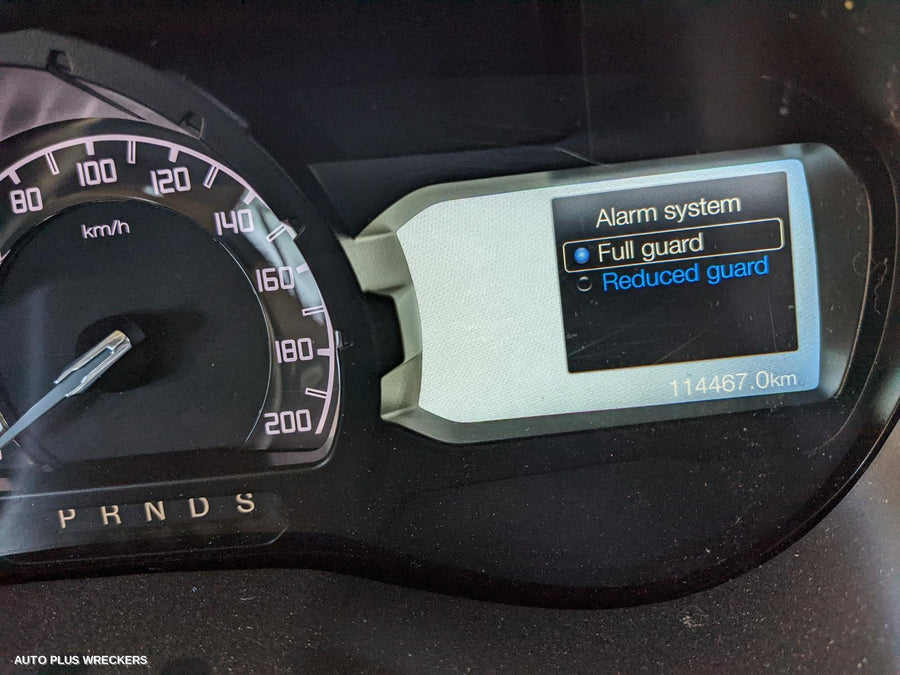 80
100
120
140
160
180
200
km/h
P R N D S
Alarm system
Full guard
Reduced guard
114467.0km
AUTO PLUS WRECKERS